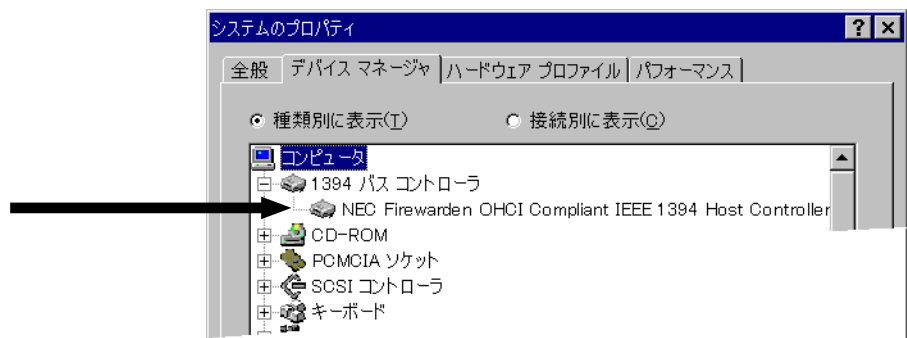 システムのプロパティ
全般 デバイス マネージャ ハードウェア プロファイル パフォーマンス
種類別に表示(T) 接続別に表示(C)
コンピュータ
1394 バス コントローラ
NEC Firewarden OHCI Compliant IEEE 1394 Host Controller
CD-ROM
PCMCIA ソケット
SCSI コントローラ
キーボード